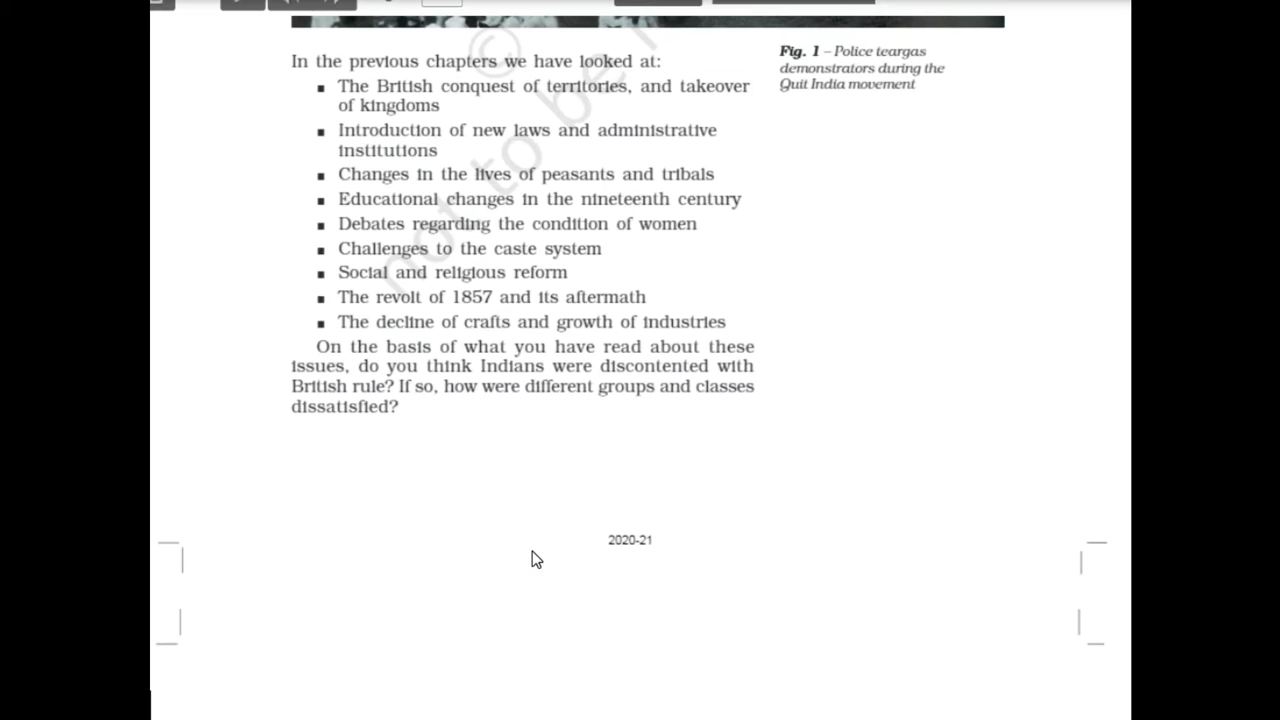 In the previous chapters we have looked at:
▪ The British conquest of territories, and takeover
of kingdoms
▪ Introduction of new laws and administrative
institutions
▪ Changes in the lives of peasants and tribals
▪ Educational changes in the nineteenth century
▪ Debates regarding the condition of women
▪ Challenges to the caste system
▪ Social and religious reform
▪ The revolt of 1857 and its aftermath
▪ The decline of crafts and growth of industries
On the basis of what you have read about these
issues, do you think Indians were discontented with
British rule? If so, how were different groups and classes
dissatisfied?
Fig. 1 – Police teargas
demonstrators during the
Quit India movement
© 
not to be
2020-21